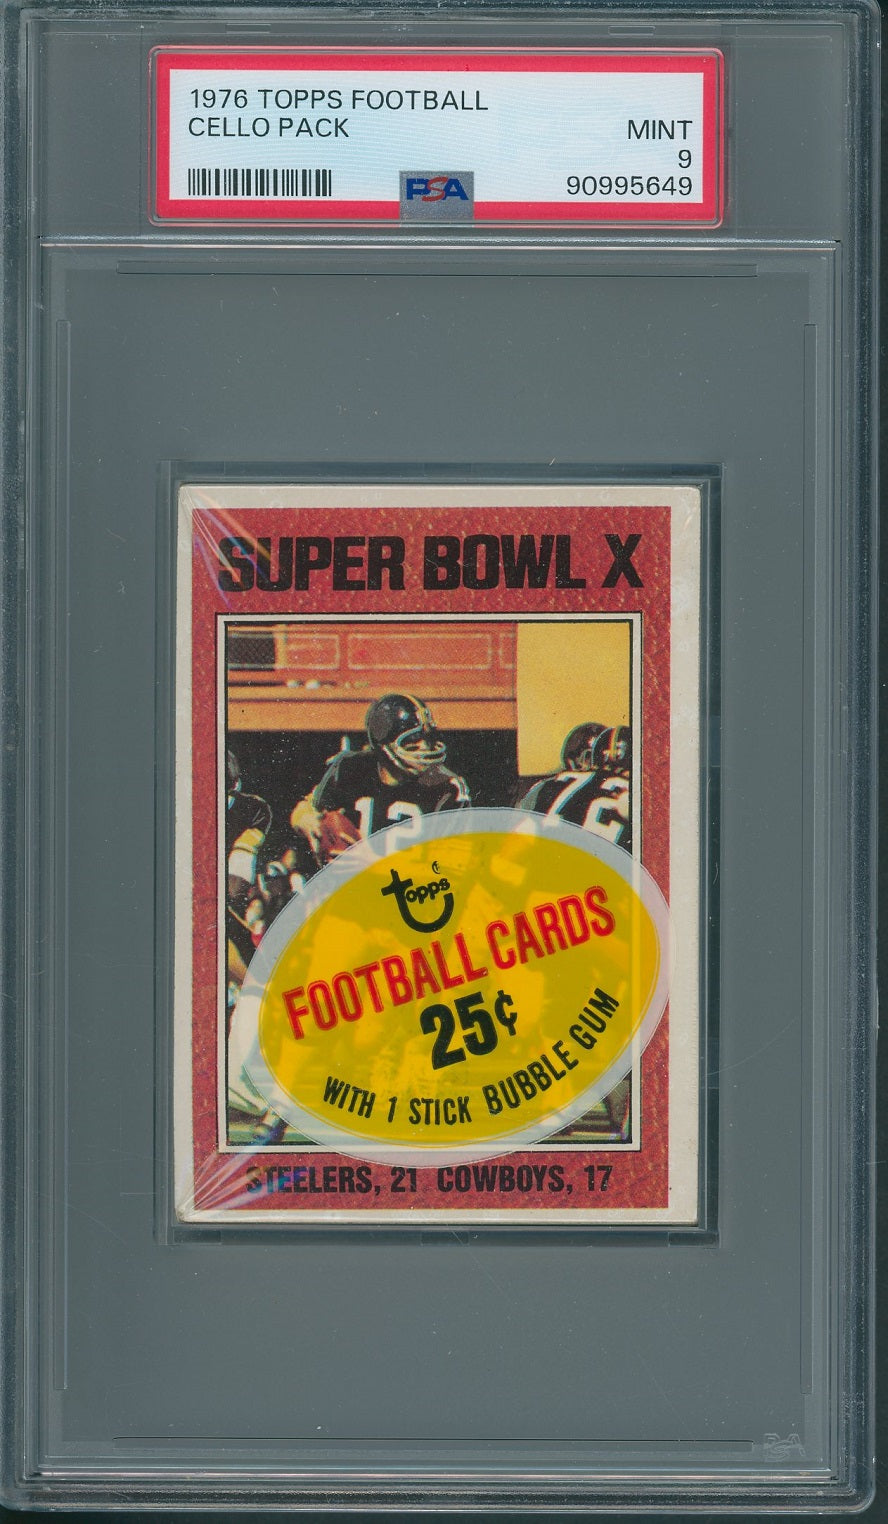 1976 TOPPS FOOTBALL
CELLO PACK
MINT
9
PSA
90995649
SUPER BOWL X
12
72
topps
FOOTBALL CARDS
25¢
WITH 1 STICK BUBBLE GUM
STEELERS, 21 COWBOYS, 17
PSA